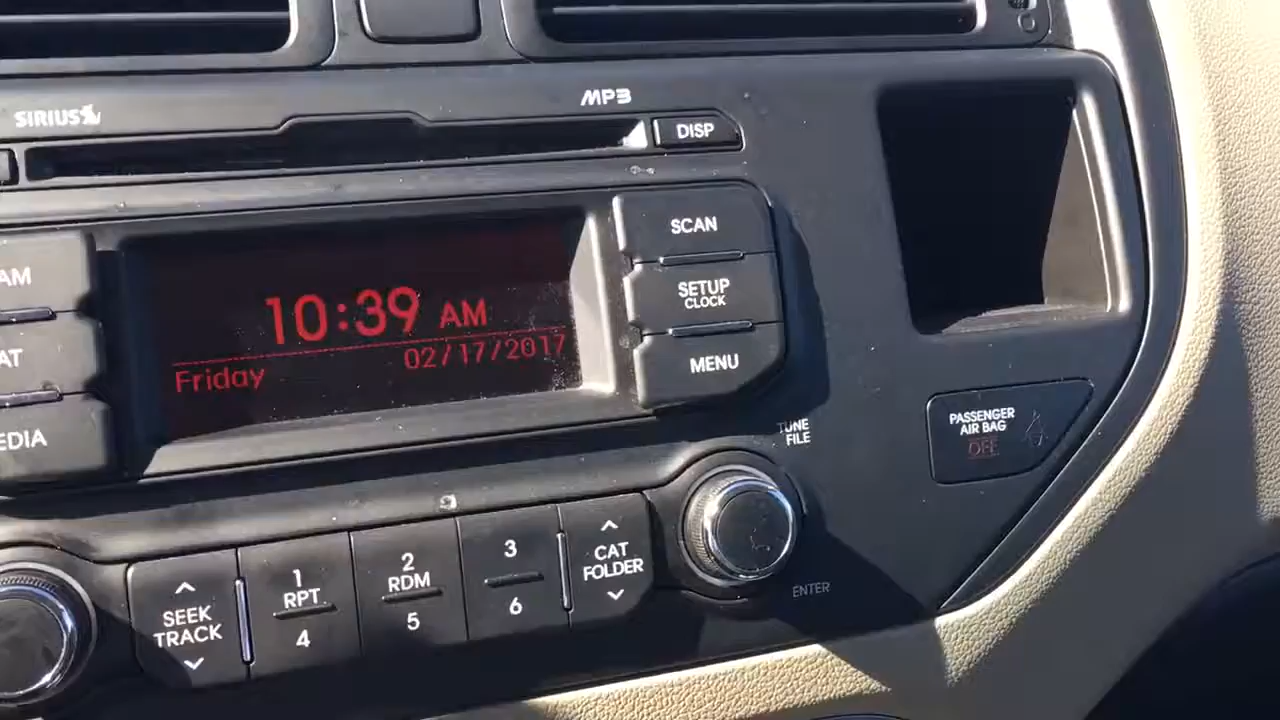 SIRIUS
MP3
DISP
AM
SCAN
10:39 AM
SETUP
CLOCK
Friday
02/17/2017
AT
MENU
EDIA
TUNE
FILE
PASSENGER
AIR BAG
OFF
SEEK
TRACK
1
RPT
4
2
RDM
5
3
6
CAT
FOLDER
ENTER